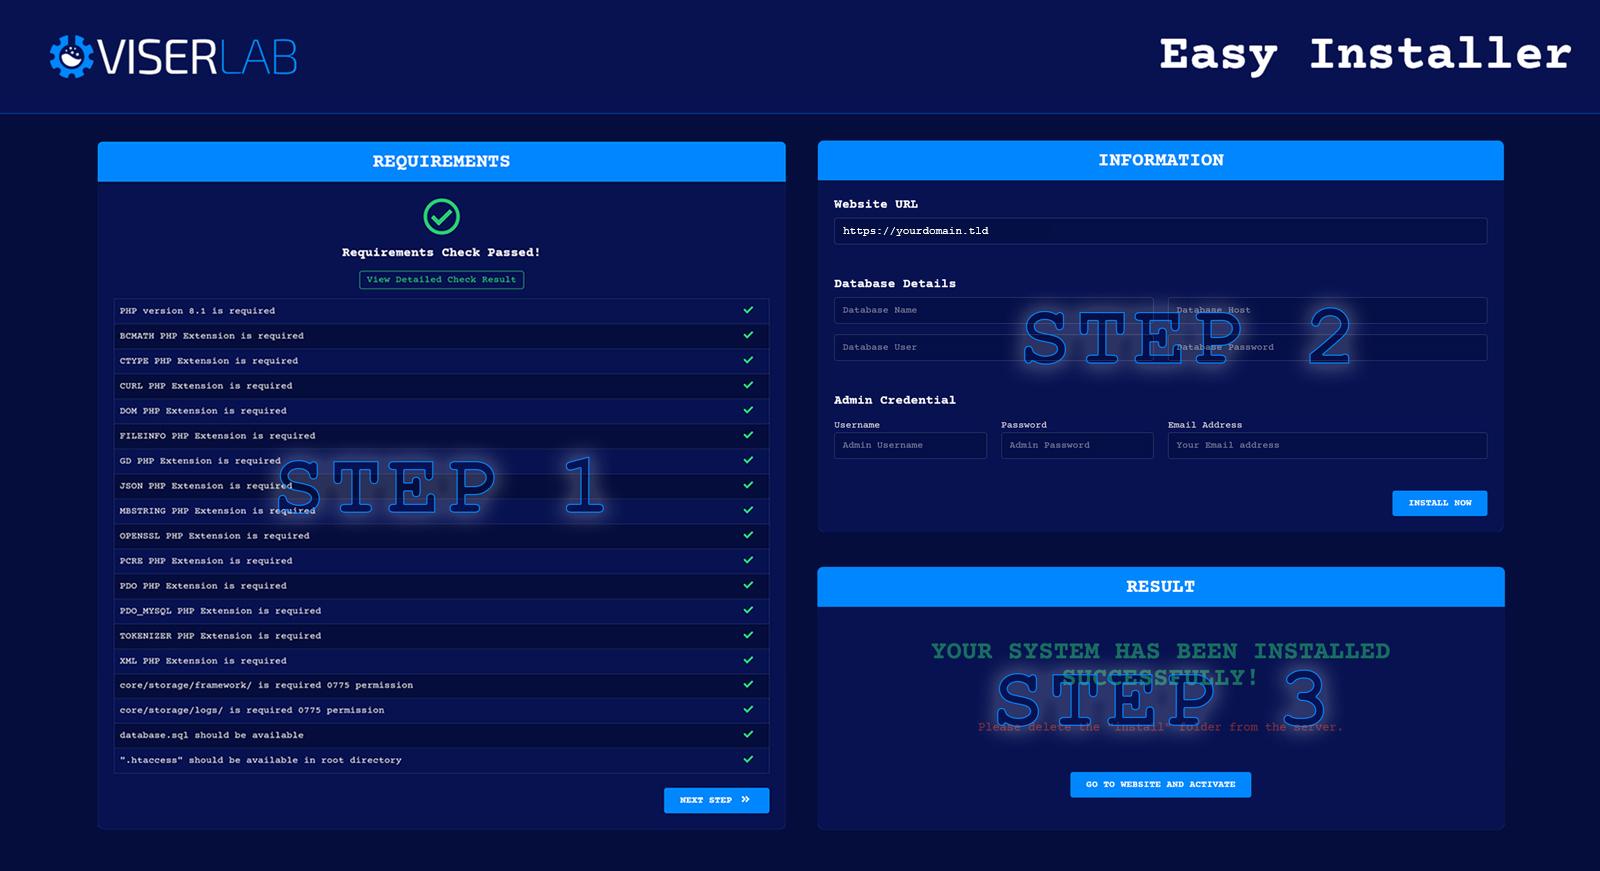 VISERLAB
Easy Installer
REQUIREMENTS
Requirements Check Passed!
View Detailed Check Result
PHP version 8.1 is required
BCMATH PHP Extension is required
CTYPE PHP Extension is required
CURL PHP Extension is required
DOM PHP Extension is required
FILEINFO PHP Extension is required
GD PHP Extension is required
JSON PHP Extension is required
MBSTRING PHP Extension is required
OPENSSL PHP Extension is required
PCRE PHP Extension is required
PDO PHP Extension is required
PDO_MYSQL PHP Extension is required
TOKENIZER PHP Extension is required
XML PHP Extension is required
core/storage/framework/ is required 0775 permission
core/storage/logs/ is required 0775 permission
database.sql should be available
".htaccess" should be available in root directory
NEXT STEP »
STEP 1
INFORMATION
Website URL
https://yourdomain.tld
Database Details
Database Name
Database Host
Database User
Database Password
STEP 2
Admin Credential
Username
Password
Email Address
Admin Username
Admin Password
Your Email address
INSTALL NOW
RESULT
YOUR SYSTEM HAS BEEN INSTALLED
SUCCESSFULLY!
STEP 3
Please delete the "install" folder from the server.
GO TO WEBSITE AND ACTIVATE